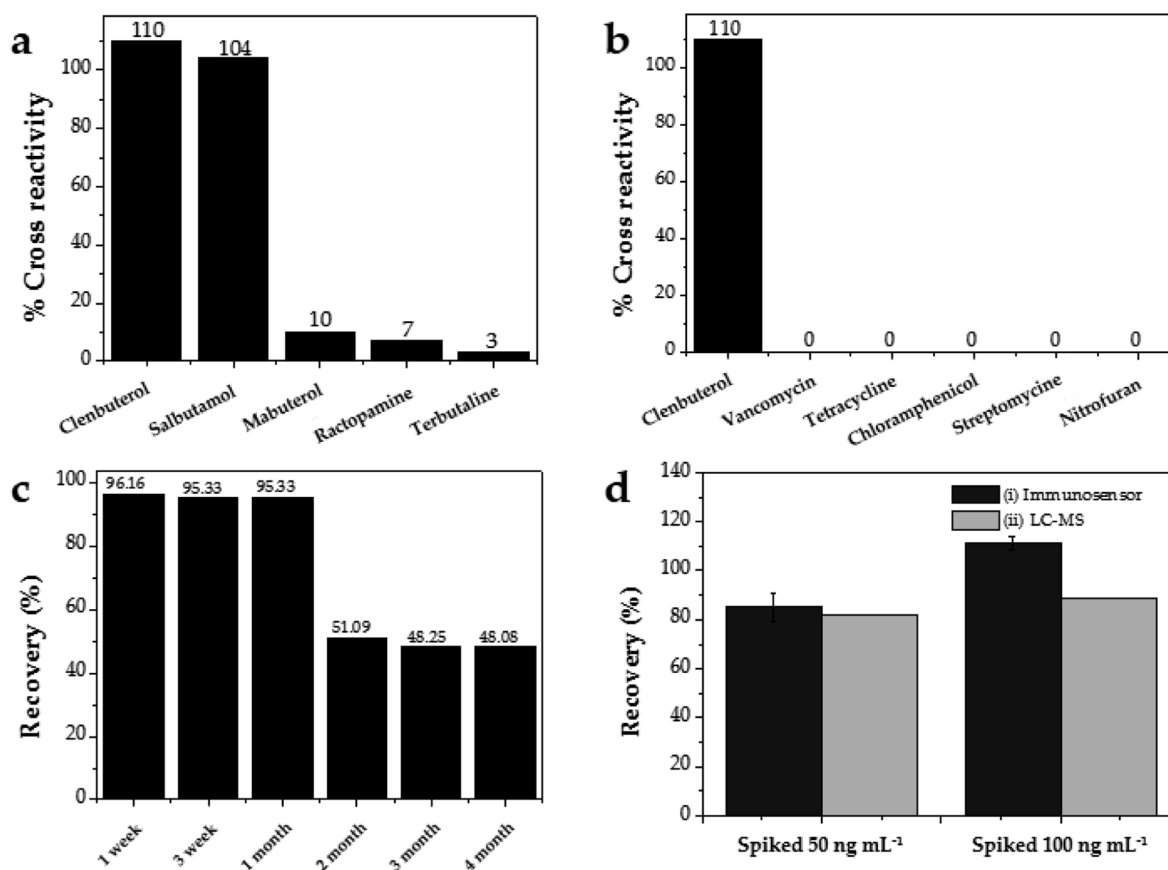 a
% Cross reactivity
100
80
60
40
20
0
110
104
10
7
3
Clenbuterol
Salbutamol
Mabuterol
Ractopamine
Terbutaline
b
% Cross reactivity
100
80
60
40
20
0
110
0
0
0
0
0
Clenbuterol
Vancomycin
Tetracycline
Chloramphenicol
Streptomycine
Nitrofuran
c
Recovery (%)
100
80
60
40
20
0
96.16
95.33
95.33
51.09
48.25
48.08
1 week
3 week
1 month
2 month
3 month
4 month
d
Recovery (%)
140
120
100
80
60
40
20
0
(i) Immunosensor
(ii) LC-MS
Spiked 50 ng mL⁻¹
Spiked 100 ng mL⁻¹